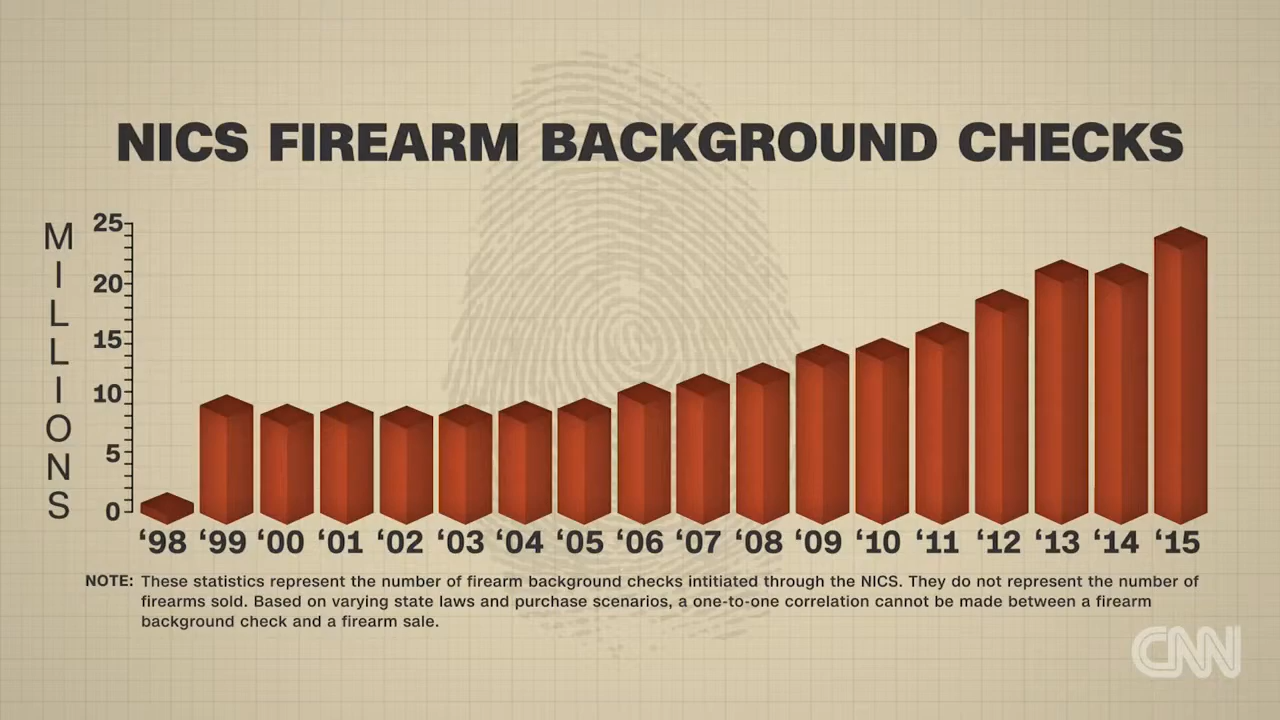 NICS FIREARM BACKGROUND CHECKS
MILLIONS
25
20
15
10
5
0
‘98 ‘99 ‘00 ‘01 ‘02 ‘03 ‘04 ‘05 ‘06 ‘07 ‘08 ‘09 ‘10 ‘11 ‘12 ‘13 ‘14 ‘15
NOTE: These statistics represent the number of firearm background checks intitiated through the NICS. They do not represent the number of
firearms sold. Based on varying state laws and purchase scenarios, a one-to-one correlation cannot be made between a firearm
background check and a firearm sale.
CNN